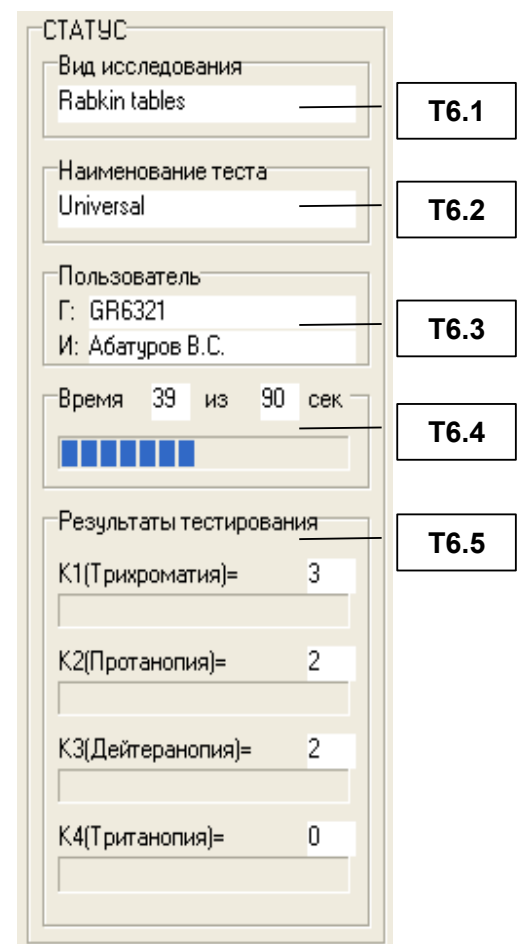 СТАТУС
Вид исследования
Rabkin tables
T6.1
Наименование теста
Universal
T6.2
Пользователь
Г: GR6321
И: Абатуров В.С.
T6.3
Время 39 из 90 сек
T6.4
Результаты тестирования
T6.5
К1(Трихроматия)= 3
К2(Протанопия)= 2
К3(Дейтеранопия)= 2
К4(Тританопия)= 0